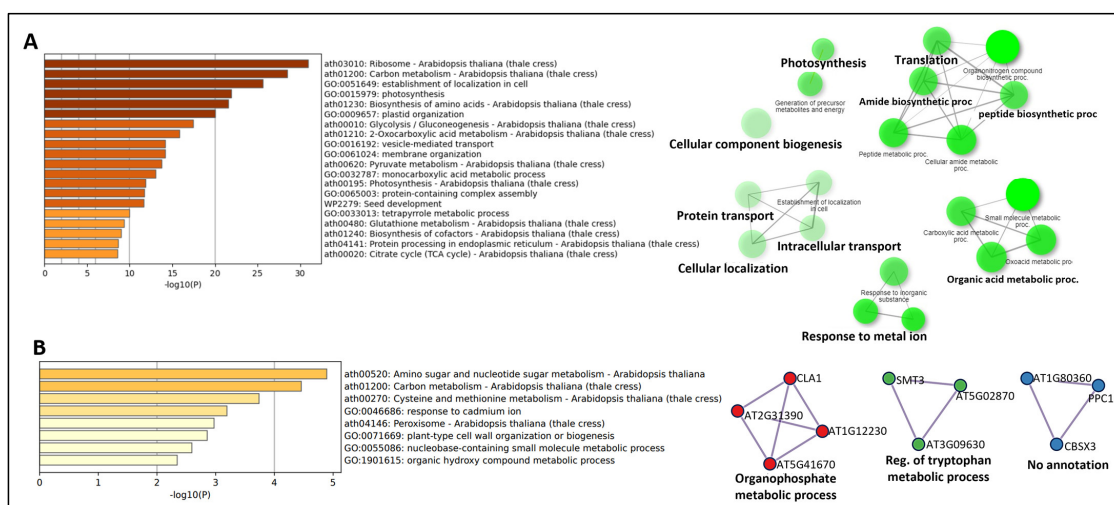 A
ath03010: Ribosome - Arabidopsis thaliana (thale cress)
ath01200: Carbon metabolism - Arabidopsis thaliana (thale cress)
GO:0051649: establishment of localization in cell
GO:0015979: photosynthesis
ath01230: Biosynthesis of amino acids - Arabidopsis thaliana (thale cress)
GO:0009657: plastid organization
ath00010: Glycolysis / Gluconeogenesis - Arabidopsis thaliana (thale cress)
ath01210: 2-Oxocarboxylic acid metabolism - Arabidopsis thaliana (thale cress)
GO:0016192: vesicle-mediated transport
GO:0061024: membrane organization
ath00620: Pyruvate metabolism - Arabidopsis thaliana (thale cress)
GO:0032787: monocarboxylic acid metabolic process
ath00195: Photosynthesis - Arabidopsis thaliana (thale cress)
GO:0065003: protein-containing complex assembly
WP2279: Seed development
GO:0033013: tetrapyrrole metabolic process
ath00480: Glutathione metabolism - Arabidopsis thaliana (thale cress)
ath01240: Biosynthesis of cofactors - Arabidopsis thaliana (thale cress)
ath04141: Protein processing in endoplasmic reticulum - Arabidopsis thaliana (thale cress)
ath00020: Citrate cycle (TCA cycle) - Arabidopsis thaliana (thale cress)
0 5 10 15 20 25 30
-log10(P)
Photosynthesis
Generation of precursor
metabolites and energy
Cellular component biogenesis
Translation
Organonitrogen compound
biosynthetic proc.
Amide biosynthetic proc
peptide biosynthetic proc
Peptide metabolic proc.
Cellular amide metabolic
proc.
Protein transport
Establishment of localization
in cell
Intracellular transport
Cellular localization
Small molecule metabolic
proc.
Carboxylic acid metabolic
proc.
Oxoacid metabolic pro
Organic acid metabolic proc.
Response to inorganic
substance
Response to metal ion
B
ath00520: Amino sugar and nucleotide sugar metabolism - Arabidopsis thaliana
ath01200: Carbon metabolism - Arabidopsis thaliana (thale cress)
ath00270: Cysteine and methionine metabolism - Arabidopsis thaliana (thale cress)
GO:0046686: response to cadmium ion
ath04146: Peroxisome - Arabidopsis thaliana (thale cress)
GO:0071669: plant-type cell wall organization or biogenesis
GO:0055086: nucleobase-containing small molecule metabolic process
GO:1901615: organic hydroxy compound metabolic process
0 1 2 3 4 5
-log10(P)
CLA1
AT2G31390
AT1G12230
AT5G41670
Organophosphate
metabolic process
SMT3
AT5G02870
AT3G09630
Reg. of tryptophan
metabolic process
AT1G80360
PPC1
CBSX3
No annotation